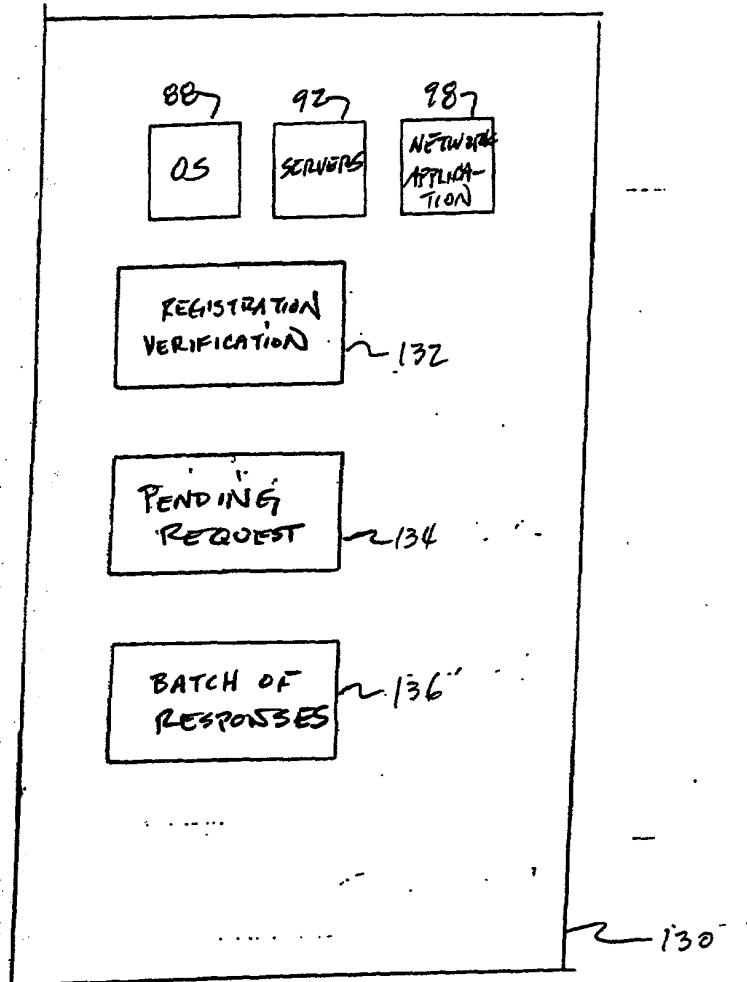 88 92 98
OS
SERVERS
NETWORK
APPLICA-
TION
REGISTRATION
VERIFICATION
132
PENDING
REQUEST
134
BATCH OF
RESPONSES
136
130